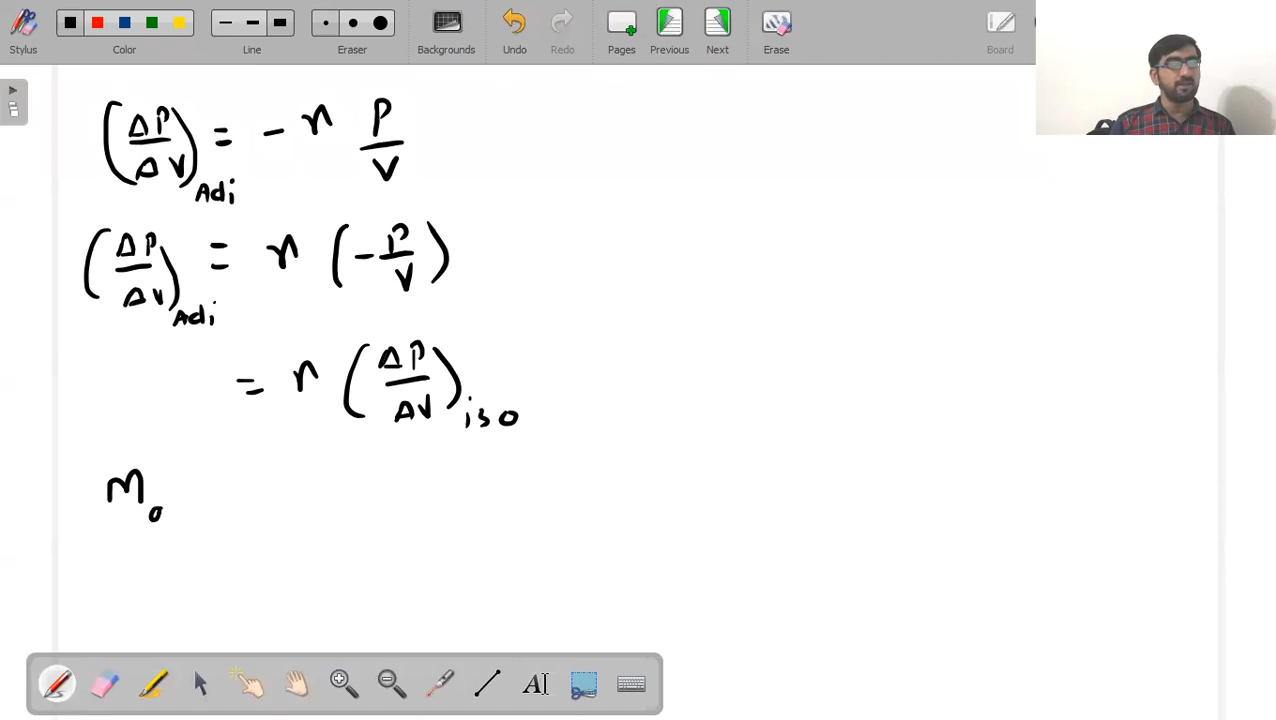 Stylus Color Line Eraser Backgrounds Undo Redo Pages Previous Next Erase Board
(ΔP/ΔV)Adi = - r P/V
(ΔP/ΔV)Adi = r (-P/V)
= r (ΔP/ΔV)iso
Mo
A